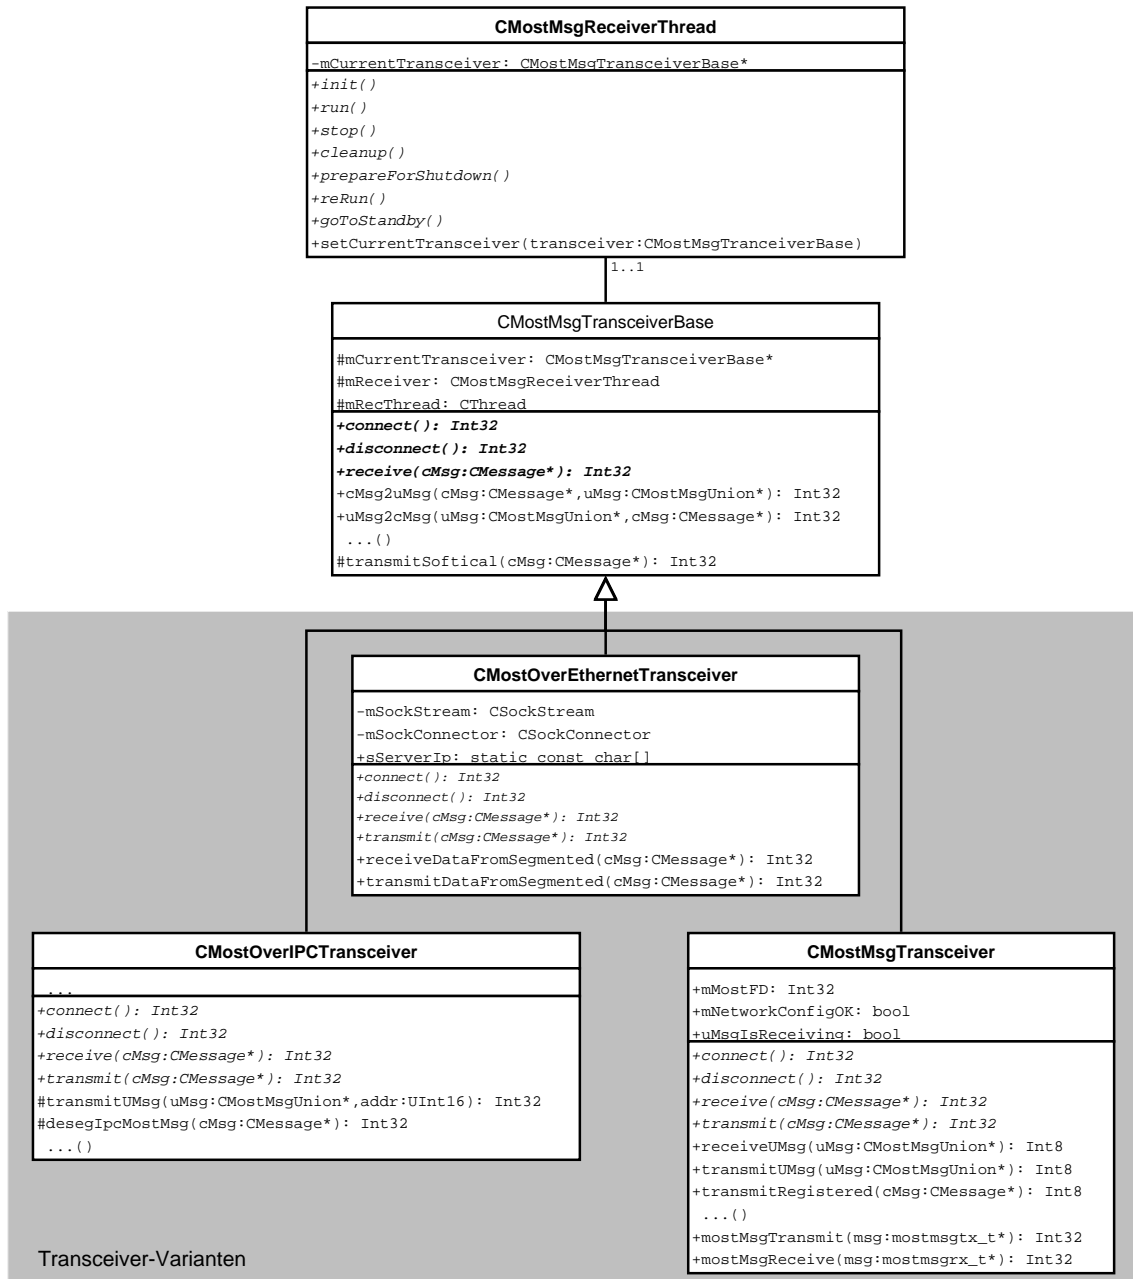 CMostMsgReceiverThread
-mCurrentTransceiver: CMostMsgTransceiverBase*
+init()
+run()
+stop()
+cleanup()
+prepareForShutdown()
+reRun()
+goToStandby()
+setCurrentTransceiver(transceiver:CMostMsgTranceiverBase)
1..1
CMostMsgTransceiverBase
#mCurrentTransceiver: CMostMsgTransceiverBase*
#mReceiver: CMostMsgReceiverThread
#mRecThread: CThread
+connect(): Int32
+disconnect(): Int32
+receive(cMsg:CMessage*): Int32
+cMsg2uMsg(cMsg:CMessage*,uMsg:CMostMsgUnion*): Int32
+uMsg2cMsg(uMsg:CMostMsgUnion*,cMsg:CMessage*): Int32
...()
#transmitSoftical(cMsg:CMessage*): Int32
CMostOverEthernetTransceiver
-mSockStream: CSockStream
-mSockConnector: CSockConnector
+sServerIp: static const char[]
+connect(): Int32
+disconnect(): Int32
+receive(cMsg:CMessage*): Int32
+transmit(cMsg:CMessage*): Int32
+receiveDataFromSegmented(cMsg:CMessage*): Int32
+transmitDataFromSegmented(cMsg:CMessage*): Int32
CMostOverIPCTransceiver
...
+connect(): Int32
+disconnect(): Int32
+receive(cMsg:CMessage*): Int32
+transmit(cMsg:CMessage*): Int32
#transmitUMsg(uMsg:CMostMsgUnion*,addr:UInt16): Int32
#desegIpcMostMsg(cMsg:CMessage*): Int32
...()
CMostMsgTransceiver
+mMostFD: Int32
+mNetworkConfigOK: bool
+uMsgIsReceiving: bool
+connect(): Int32
+disconnect(): Int32
+receive(cMsg:CMessage*): Int32
+transmit(cMsg:CMessage*): Int32
+receiveUMsg(uMsg:CMostMsgUnion*): Int8
+transmitUMsg(uMsg:CMostMsgUnion*): Int8
+transmitRegistered(cMsg:CMessage*): Int8
...()
+mostMsgTransmit(msg:mostmsgtx_t*): Int32
+mostMsgReceive(msg:mostmsgrx_t*): Int32
Transceiver-Varianten